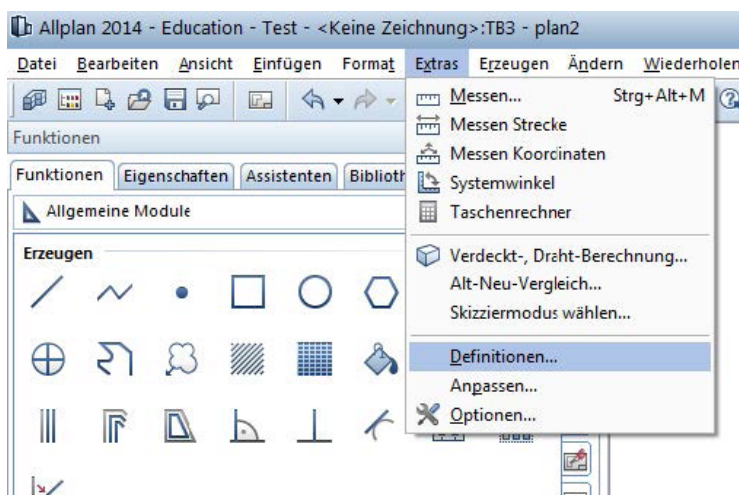 Allplan 2014 - Education - Test - <Keine Zeichnung>:TB3 - plan2
Datei Bearbeiten Ansicht Einfügen Format Extras Erzeugen Ändern Wiederholen
Funktionen
Funktionen Eigenschaften Assistenten Biblioth
Allgemeine Module
Erzeugen
Messen... Strg+Alt+M
Messen Strecke
Messen Koordinaten
Systemwinkel
Taschenrechner
Verdeckt-, Draht-Berechnung...
Alt-Neu-Vergleich...
Skizziermodus wählen...
Definitionen...
Anpassen...
Optionen...